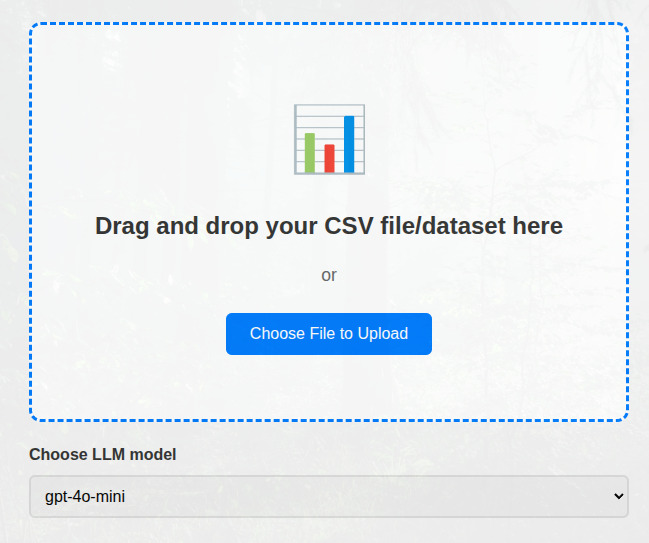 Drag and drop your CSV file/dataset here
or
Choose File to Upload
Choose LLM model
gpt-4o-mini